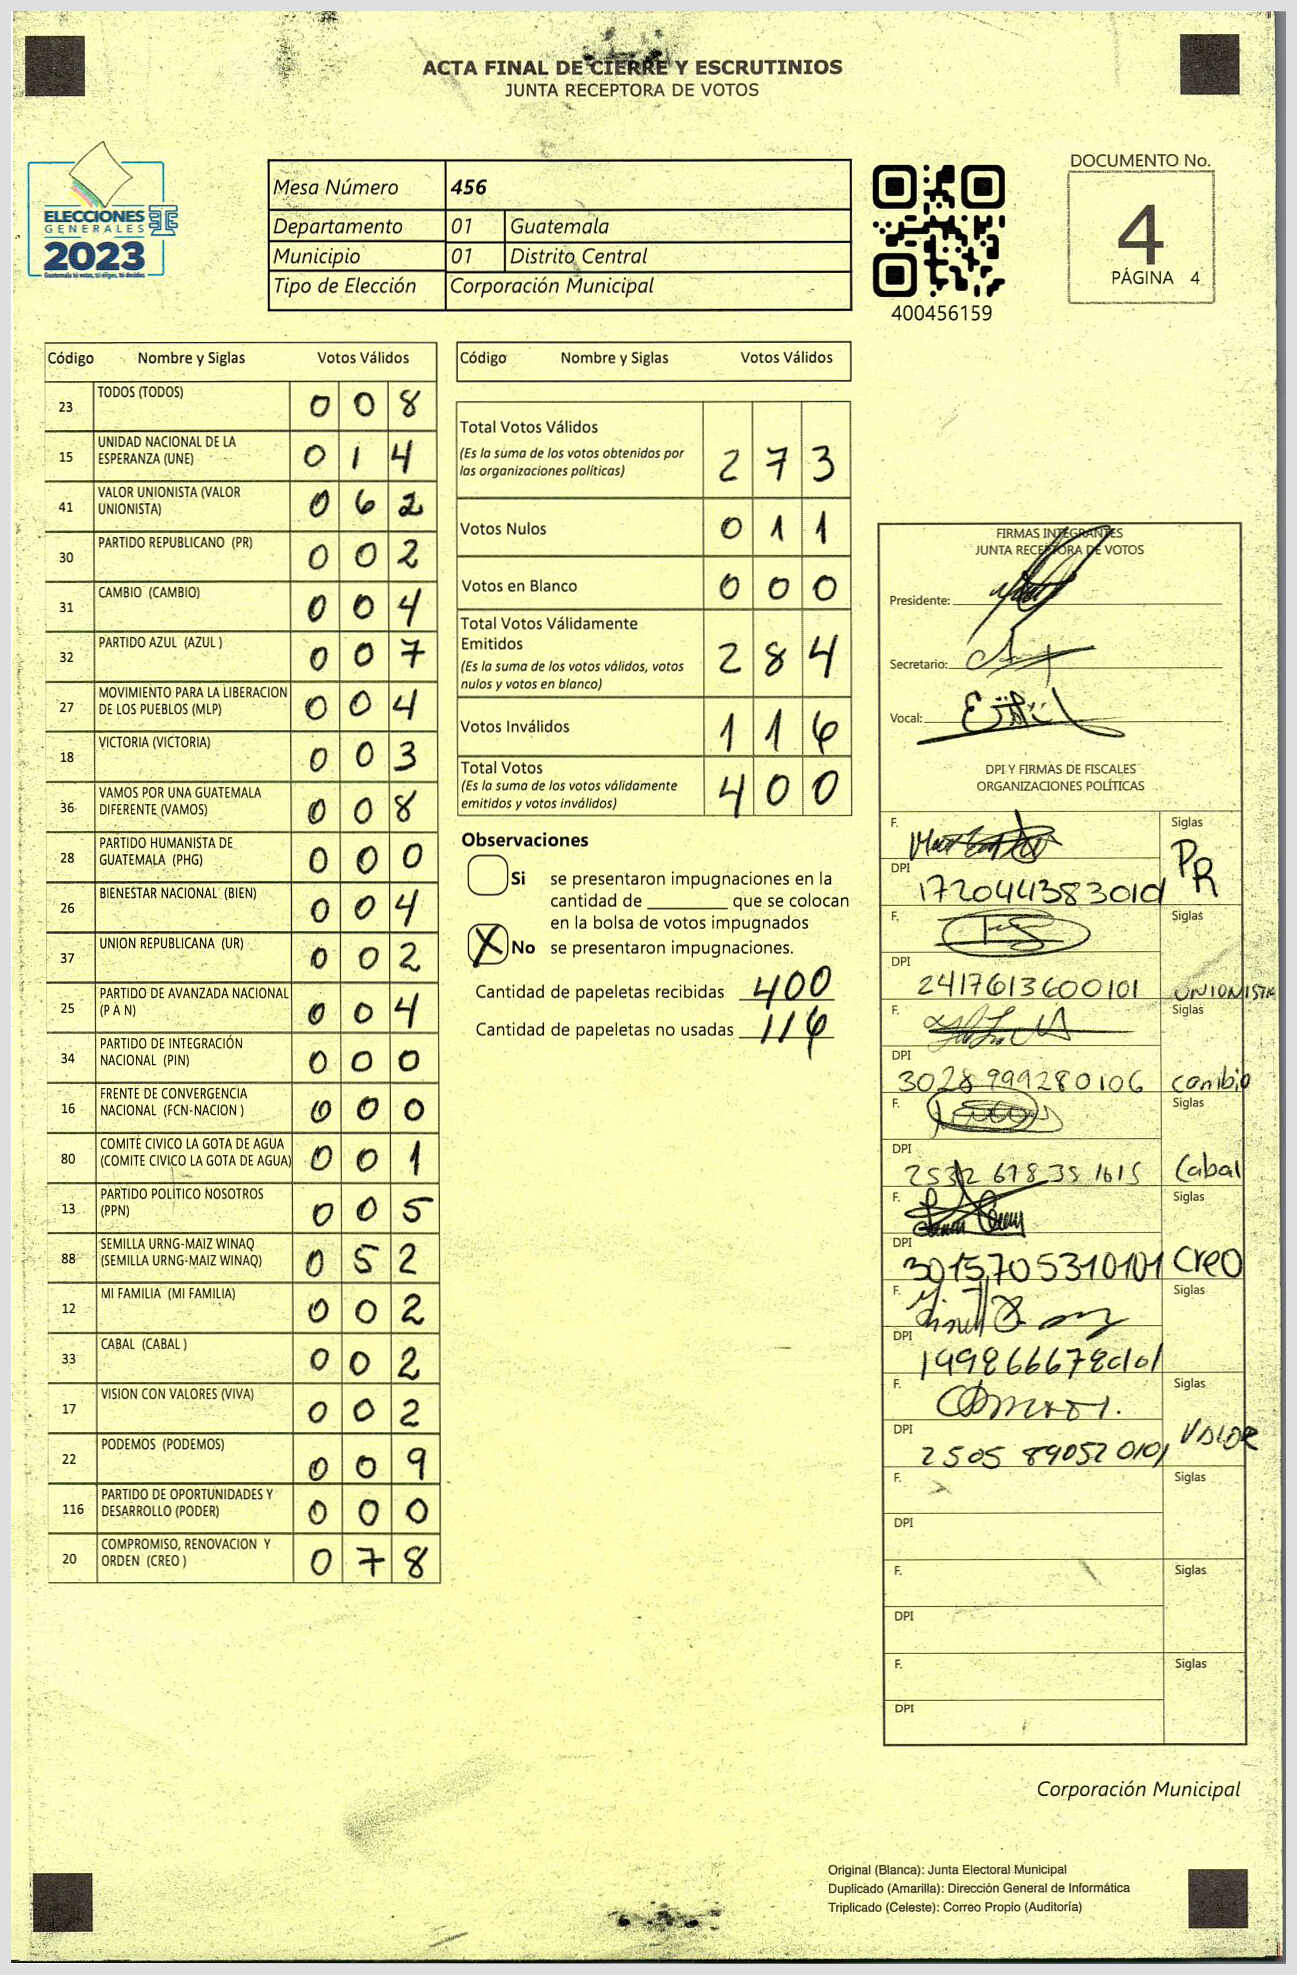 ACTA FINAL DE CIERRE Y ESCRUTINIOS
JUNTA RECEPTORA DE VOTOS
ELECCIONES
GENERALES
2023
Guatemala tú votas, tú eliges, tú decides
Mesa Número 456
Departamento 01 Guatemala
Municipio 01 Distrito Central
Tipo de Elección Corporación Municipal
400456159
DOCUMENTO No.
4
PÁGINA 4
Código Nombre y Siglas Votos Válidos
23 TODOS (TODOS) 0 0 8
15 UNIDAD NACIONAL DE LA ESPERANZA (UNE) 0 1 4
41 VALOR UNIONISTA (VALOR UNIONISTA) 0 6 2
30 PARTIDO REPUBLICANO (PR) 0 0 2
31 CAMBIO (CAMBIO) 0 0 4
32 PARTIDO AZUL (AZUL ) 0 0 7
27 MOVIMIENTO PARA LA LIBERACION DE LOS PUEBLOS (MLP) 0 0 4
18 VICTORIA (VICTORIA) 0 0 3
36 VAMOS POR UNA GUATEMALA DIFERENTE (VAMOS) 0 0 8
28 PARTIDO HUMANISTA DE GUATEMALA (PHG) 0 0 0
26 BIENESTAR NACIONAL (BIEN) 0 0 4
37 UNION REPUBLICANA (UR) 0 0 2
25 PARTIDO DE AVANZADA NACIONAL (P A N) 0 0 4
34 PARTIDO DE INTEGRACIÓN NACIONAL (PIN) 0 0 0
16 FRENTE DE CONVERGENCIA NACIONAL (FCN-NACION ) 0 0 0
80 COMITE CIVICO LA GOTA DE AGUA (COMITE CIVICO LA GOTA DE AGUA) 0 0 1
13 PARTIDO POLITICO NOSOTROS (PPN) 0 0 5
88 SEMILLA URNG-MAIZ WINAQ (SEMILLA URNG-MAIZ WINAQ) 0 5 2
12 MI FAMILIA (MI FAMILIA) 0 0 2
33 CABAL (CABAL ) 0 0 2
17 VISION CON VALORES (VIVA) 0 0 2
22 PODEMOS (PODEMOS) 0 0 9
116 PARTIDO DE OPORTUNIDADES Y DESARROLLO (PODER) 0 0 0
20 COMPROMISO, RENOVACION Y ORDEN (CREO ) 0 7 8
Código Nombre y Siglas Votos Válidos
Total Votos Válidos 2 7 3
(Es la suma de los votos obtenidos por
las organizaciones políticas)
Votos Nulos 0 1 1
Votos en Blanco 0 0 0
Total Votos Válidamente
Emitidos 2 8 4
(Es la suma de los votos válidos, votos
nulos y votos en blanco)
Votos Inválidos 1 1 6
Total Votos 4 0 0
(Es la suma de los votos válidamente
emitidos y votos inválidos)
Observaciones
Si se presentaron impugnaciones en la
cantidad de ________ que se colocan
en la bolsa de votos impugnados
X No se presentaron impugnaciones.
Cantidad de papeletas recibidas 400
Cantidad de papeletas no usadas 116
FIRMAS INTEGRANTES
JUNTA RECEPTORA DE VOTOS
Presidente:
Secretario:
Vocal:
DPI Y FIRMAS DE FISCALES
ORGANIZACIONES POLÍTICAS
F. Siglas
PR
DPI 1720443830101
F. Siglas
DPI 2417613600101 UNIONISTA
F. Siglas
DPI 3028999280106 cambio
F. Siglas
DPI 2532 67835 1615 Cabal
F. Siglas
DPI 3015705310101 Creo
F. Siglas
DPI 1998666780101
F. Siglas
VALOR
DPI 2505 89052 0101
F. Siglas
DPI
F. Siglas
DPI
F. Siglas
DPI
Corporación Municipal
Original (Blanca): Junta Electoral Municipal
Duplicado (Amarilla): Dirección General de Informática
Triplicado (Celeste): Correo Propio (Auditoría)